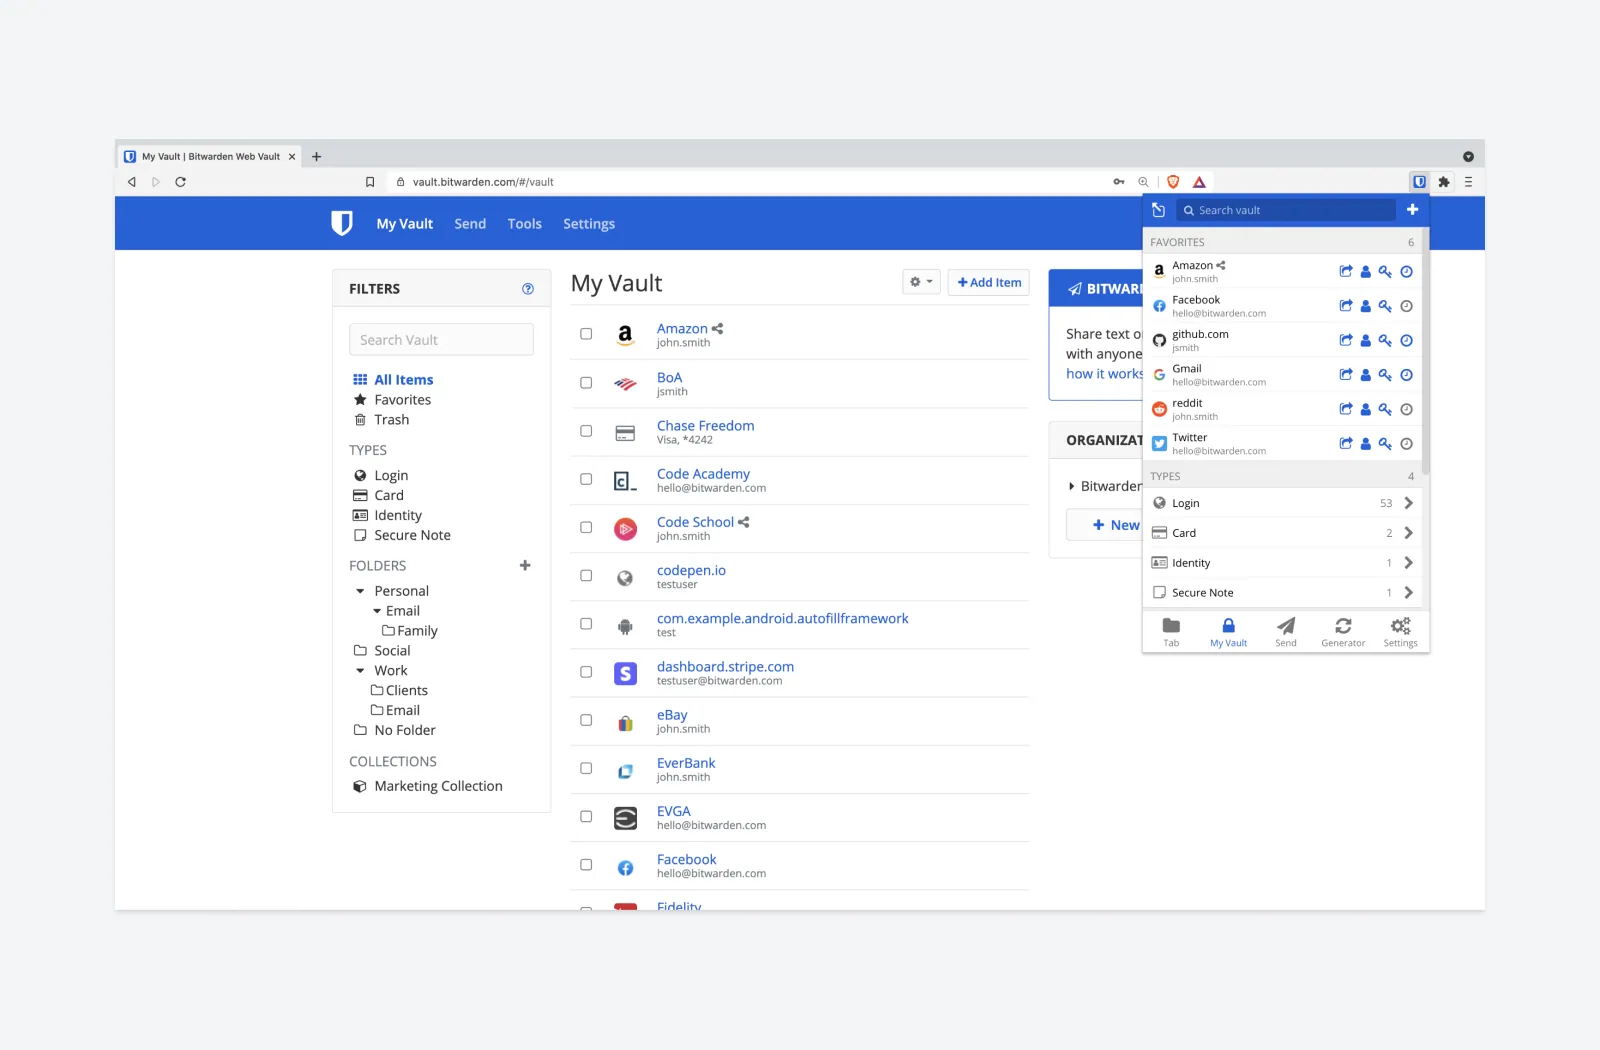 My Vault | Bitwarden Web Vault
vault.bitwarden.com/#/vault
My Vault
Send
Tools
Settings
FILTERS
Search Vault
All Items
Favorites
Trash
TYPES
Login
Card
Identity
Secure Note
FOLDERS
Personal
Email
Family
Social
Work
Clients
Email
No Folder
COLLECTIONS
Marketing Collection
My Vault
Add Item
Amazon
john.smith
BoA
jsmith
Chase Freedom
Visa, *4242
Code Academy
hello@bitwarden.com
Code School
john.smith
codepen.io
testuser
com.example.android.autofillframework
test
dashboard.stripe.com
testuser@bitwarden.com
eBay
john.smith
EverBank
john.smith
EVGA
hello@bitwarden.com
Facebook
hello@bitwarden.com
Fidelity
Share text
with anyone
how it works
Bitwarden
New
Search vault
FAVORITES 6
Amazon
john.smith
Facebook
hello@bitwarden.com
github.com
jsmith
Gmail
hello@bitwarden.com
reddit
john.smith
Twitter
hello@bitwarden.com
TYPES 4
Login 53
Card 2
Identity 1
Secure Note 1
Tab
My Vault
Send
Generator
Settings